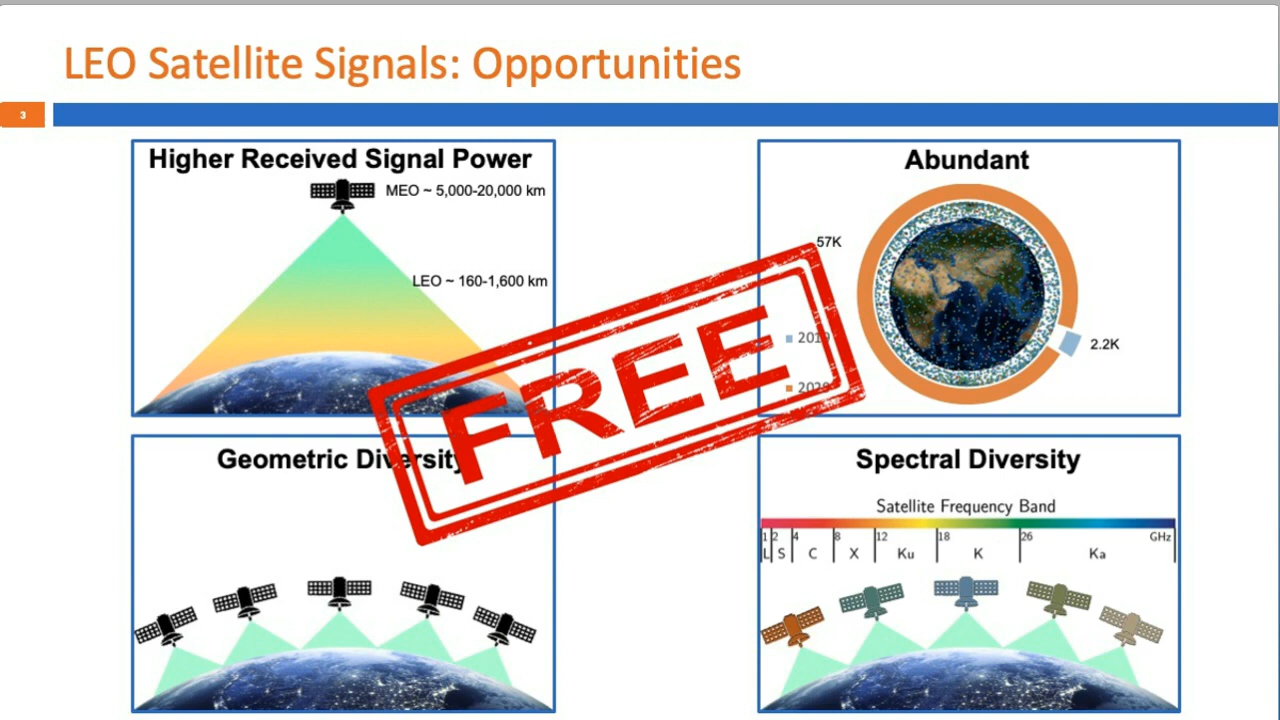 LEO Satellite Signals: Opportunities
3
Higher Received Signal Power
MEO ~ 5,000-20,000 km
LEO ~ 160-1,600 km
Abundant
57K
2019
2.2K
FREE
Geometric Diversity
Spectral Diversity
Satellite Frequency Band
1 2 4 8 12 18 26 GHz
L S C X Ku K Ka